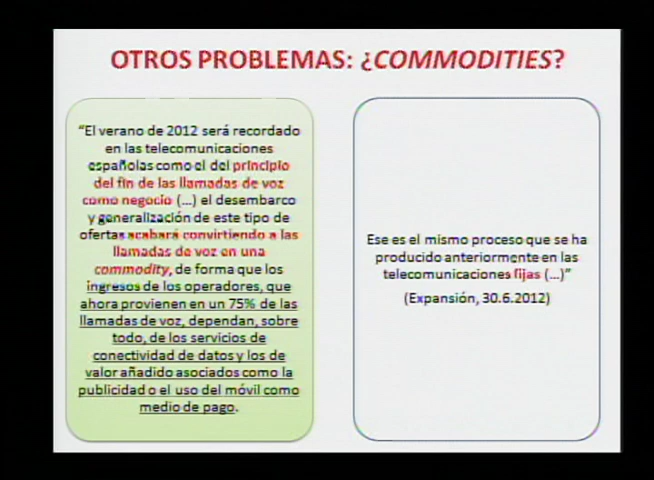 OTROS PROBLEMAS: ¿COMMODITIES?
"El verano de 2012 será recordado
en las telecomunicaciones
españolas como el del principio
del fin de las llamadas de voz
como negocio (...) el desembarco
y generalización de este tipo de
ofertas acabará convirtiendo a las
llamadas de voz en una
commodity, de forma que los
ingresos de los operadores, que
ahora provienen en un 75% de las
llamadas de voz, dependan, sobre
todo, de los servicios de
conectividad de datos y los de
valor añadido asociados como la
publicidad o el uso del móvil como
medio de pago.
Ese es el mismo proceso que se ha
producido anteriormente en las
telecomunicaciones fijas (...)"
(Expansión, 30.6.2012)